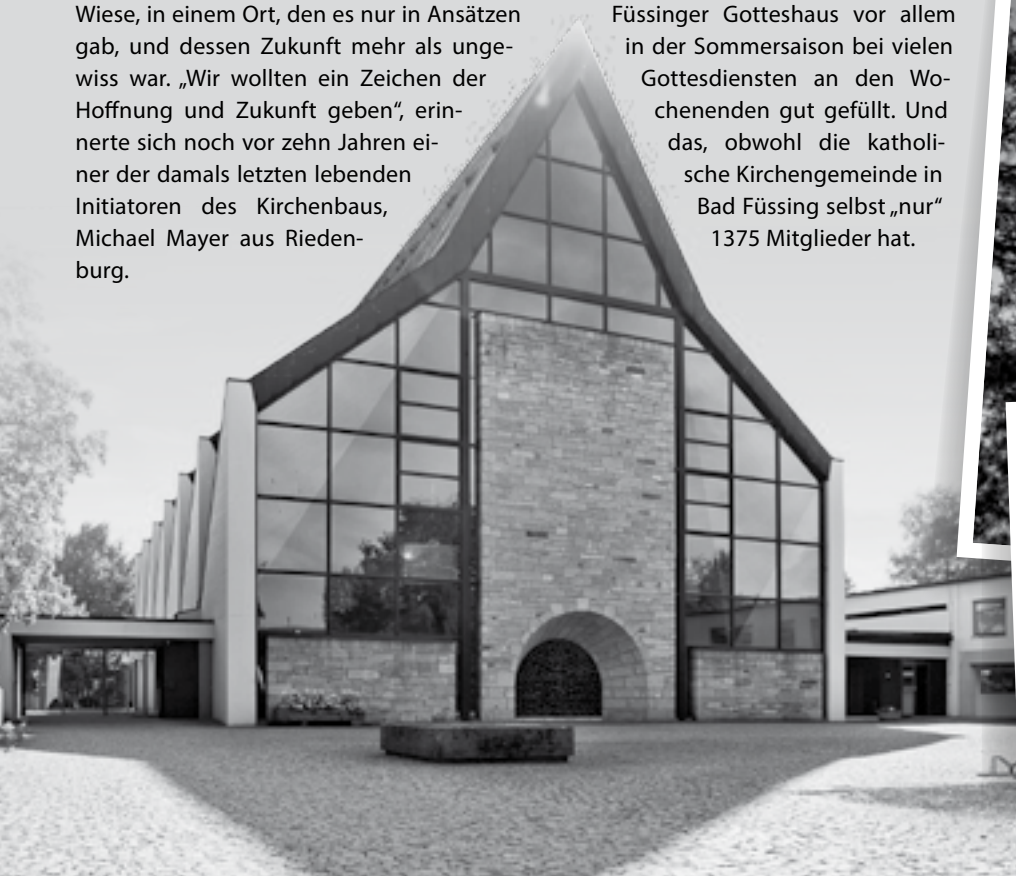 Wiese, in einem Ort, den es nur in Ansätzen
gab, und dessen Zukunft mehr als unge-
wiss war. „Wir wollten ein Zeichen der
Hoffnung und Zukunft geben“, erin-
nerte sich noch vor zehn Jahren ei-
ner der damals letzten lebenden
Initiatoren des Kirchenbaus,
Michael Mayer aus Rieden-
burg.
Füssinger Gotteshaus vor allem
in der Sommersaison bei vielen
Gottesdiensten an den Wo-
chenenden gut gefüllt. Und
das, obwohl die katholi-
sche Kirchengemeinde in
Bad Füssing selbst „nur“
1375 Mitglieder hat.